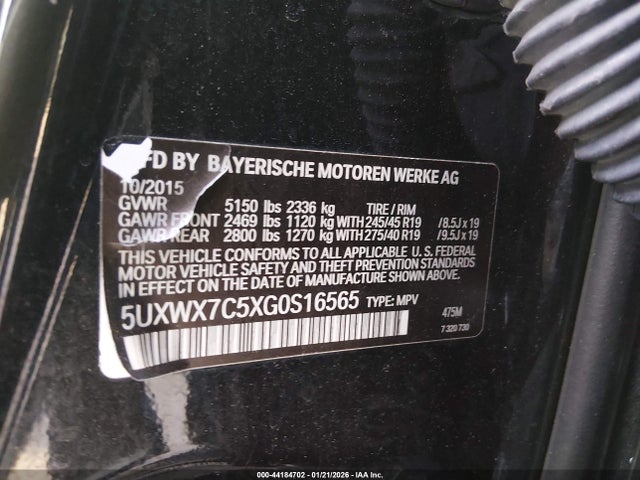 MFD BY BAYERISCHE MOTOREN WERKE AG
10/2015
GVWR 5150 lbs 2336 kg TIRE / RIM
GAWR FRONT 2469 lbs 1120 kg WITH 245/45 R19 /8.5J x 19
GAWR REAR 2800 lbs 1270 kg WITH 275/40 R19 /9.5J x 19
THIS VEHICLE CONFORMS TO ALL APPLICABLE U. S. FEDERAL
MOTOR VEHICLE SAFETY AND THEFT PREVENTION STANDARDS
IN EFFECT ON THE DATE OF MANUFACTURE SHOWN ABOVE.
5UXWX7C5XG0S16565 TYPE: MPV 475M
7 320 730
000-44184702 - 01/21/2026 - IAA Inc.